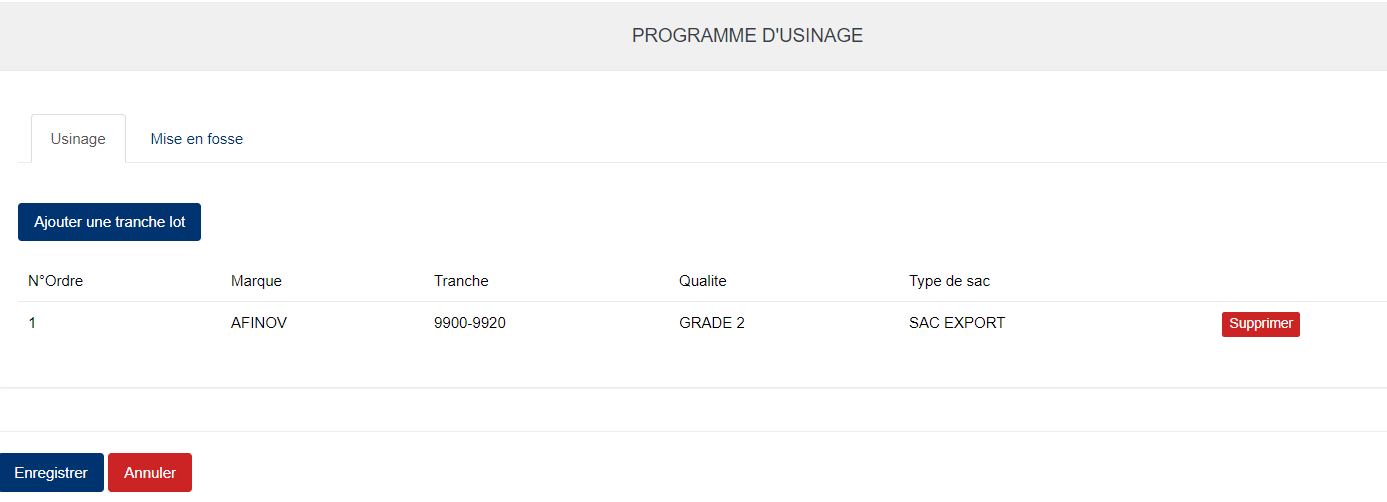 PROGRAMME D'USINAGE
Usinage Mise en fosse
Ajouter une tranche lot
N°Ordre Marque Tranche Qualite Type de sac
1 AFINOV 9900-9920 GRADE 2 SAC EXPORT Supprimer
Enregistrer Annuler